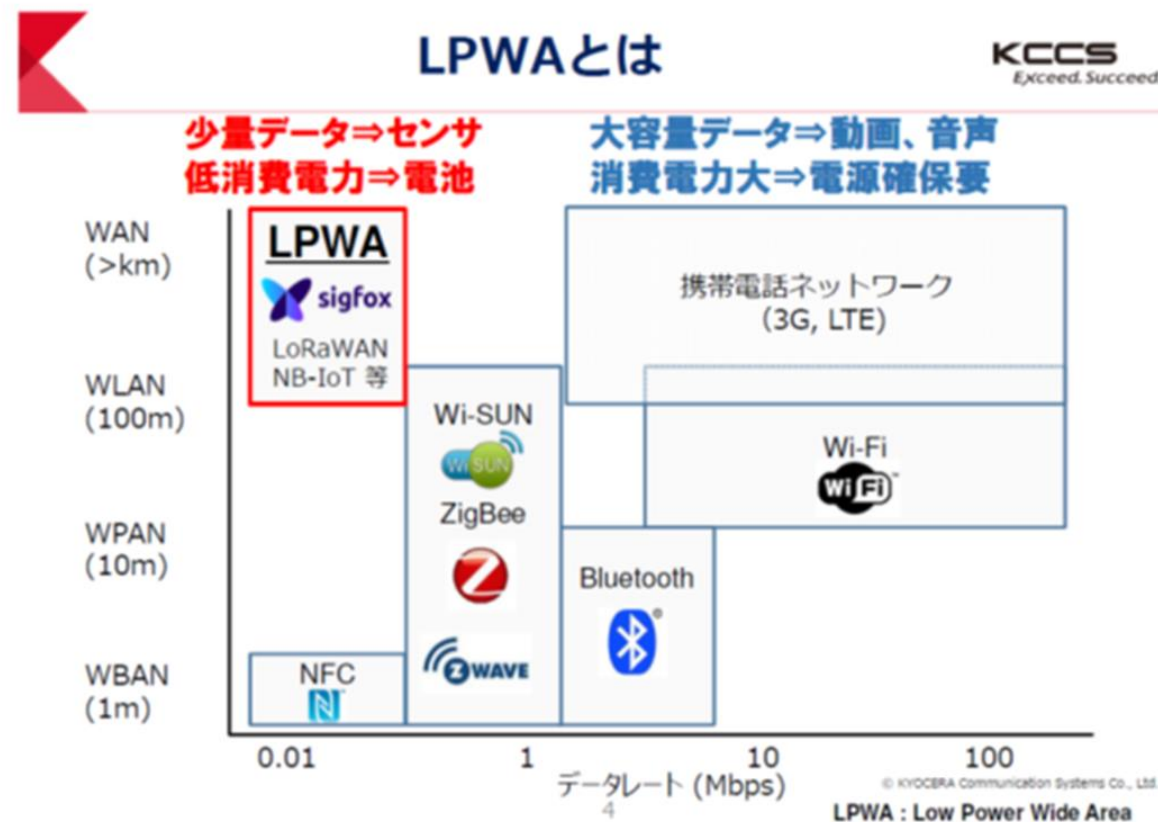 LPWAとは
KCCS
Exceed. Succeed
少量データ⇒センサ
低消費電力⇒電池
大容量データ⇒動画、音声
消費電力大⇒電源確保要
WAN
(>km)
LPWA
sigfox
LoRaWAN
NB-IoT 等
携帯電話ネットワーク
(3G, LTE)
WLAN
(100m)
Wi-SUN
Wi SUN
ZigBee
Z
Z WAVE
Wi-Fi
Wi Fi
WPAN
(10m)
Bluetooth
WBAN
(1m)
NFC
N
0.01
1
10
100
データレート (Mbps)
© KYOCERA Communication Systems Co., Ltd.
4
LPWA : Low Power Wide Area